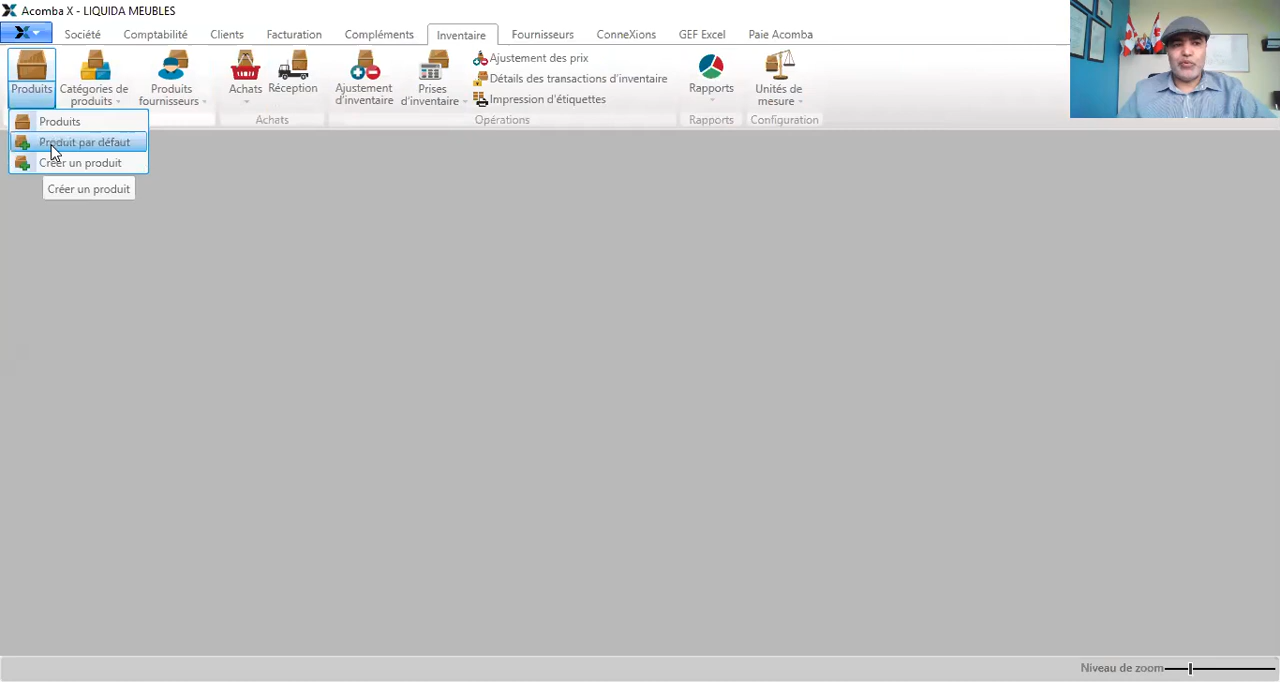 Acomba X - LIQUIDA MEUBLES
Société Comptabilité Clients Facturation Compléments Inventaire Fournisseurs ConneXions GEF Excel Paie Acomba
Produits
Catégories de produits
Produits fournisseurs
Achats
Réception
Ajustement d'inventaire
Prises d'inventaire
Ajustement des prix
Détails des transactions d'inventaire
Impression d'étiquettes
Rapports
Unités de mesure
Achats Opérations Rapports Configuration
Produits
Produit par défaut
Créer un produit
Créer un produit
Niveau de zoom